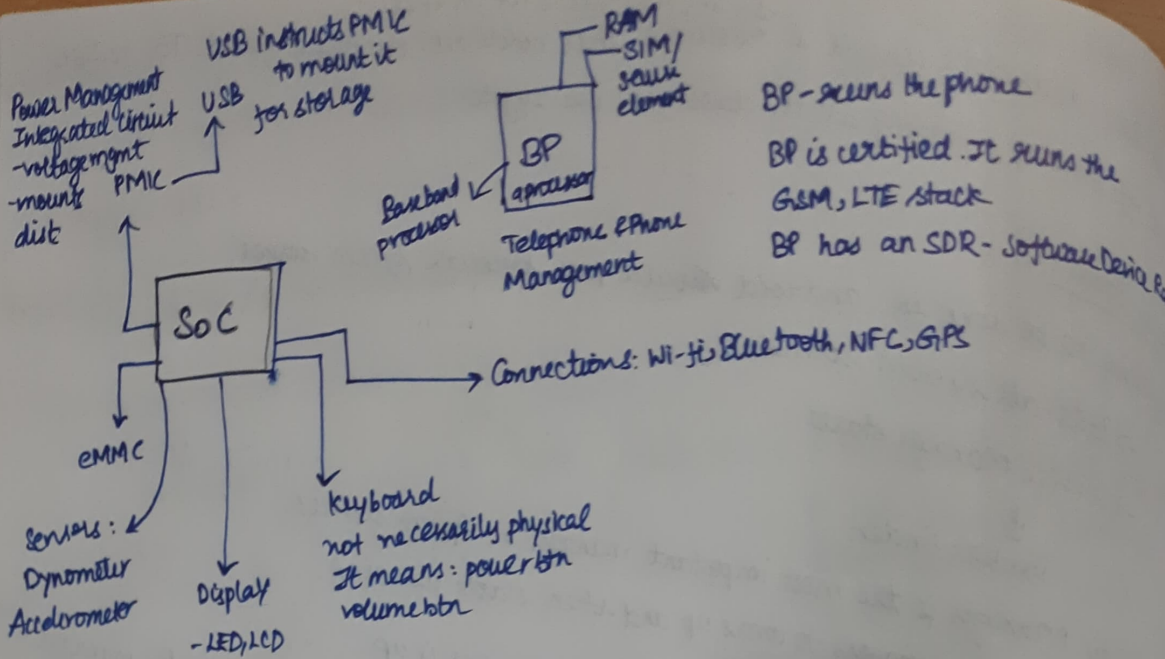 USB instructs PMIC
to mount it
for storage
Power Management
Integrated Circuit
-voltage mgmt
-mounts
disk
USB
PMIC
RAM
SIM/
secure
element
BP
aprocessor
Baseband
processor
Telephone & Phone
Management
BP-runs the phone
BP is certified. It runs the
GSM, LTE stack
BP has an SDR- Software
SoC
Connections: Wi-fi, Bluetooth, NFC, GPS
eMMC
Sensors:
Dynometer
Accelerometer
Display
-LED, LCD
Keyboard
not necessarily physical
It means: power btn
volume btn